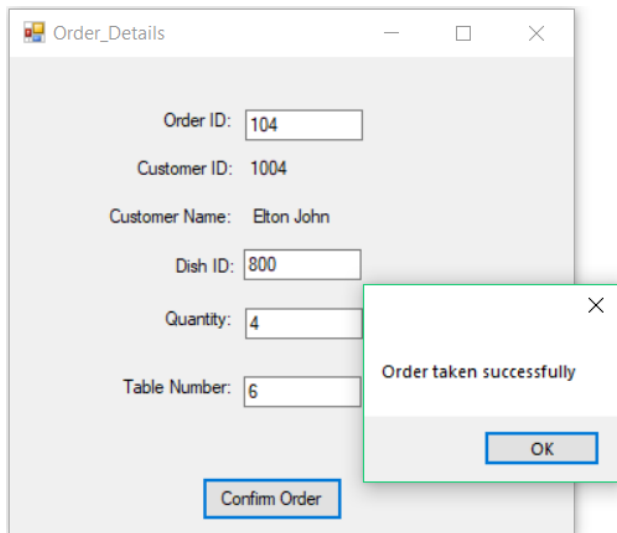 Order_Details
Order ID: 104
Customer ID: 1004
Customer Name: Elton John
Dish ID: 800
Quantity: 4
Order taken successfully
Table Number: 6
OK
Confirm Order